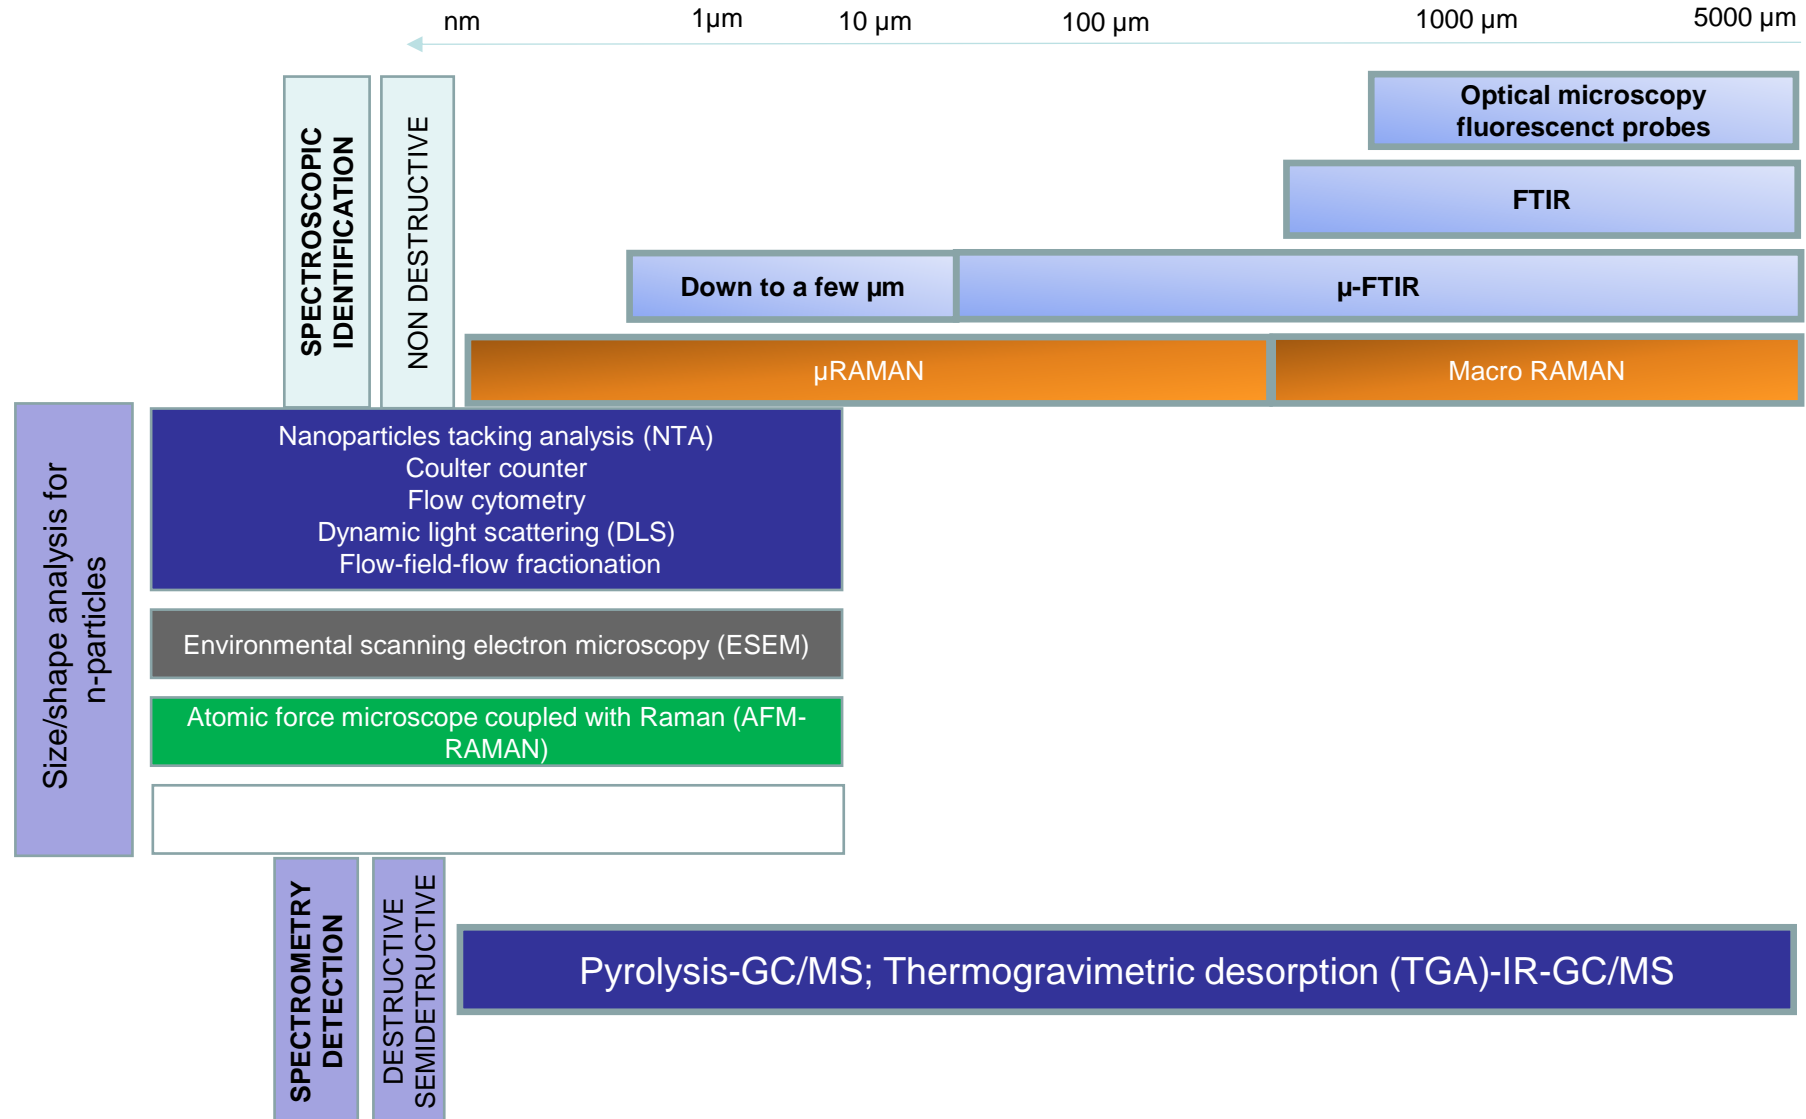 nm 1µm 10 µm 100 µm 1000 µm 5000 µm
SPECTROSCOPIC
IDENTIFICATION
NON DESTRUCTIVE
Optical microscopy
fluorescenct probes
FTIR
Down to a few µm
µ-FTIR
µRAMAN
Macro RAMAN
Size/shape analysis for
n-particles
Nanoparticles tacking analysis (NTA)
Coulter counter
Flow cytometry
Dynamic light scattering (DLS)
Flow-field-flow fractionation
Environmental scanning electron microscopy (ESEM)
Atomic force microscope coupled with Raman (AFM-
RAMAN)
SPECTROMETRY
DETECTION
DESTRUCTIVE
SEMIDETRUCTIVE
Pyrolysis-GC/MS; Thermogravimetric desorption (TGA)-IR-GC/MS